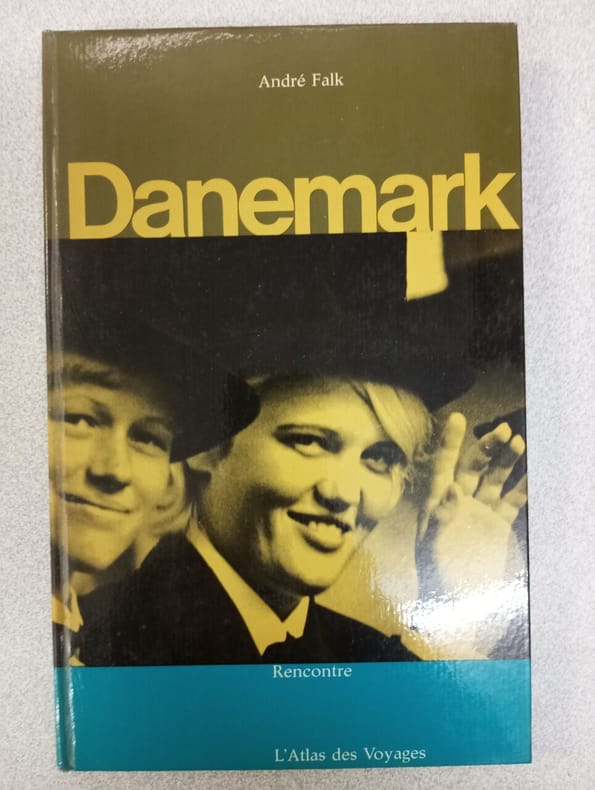 André Falk
Danemark
Rencontre
L'Atlas des Voyages